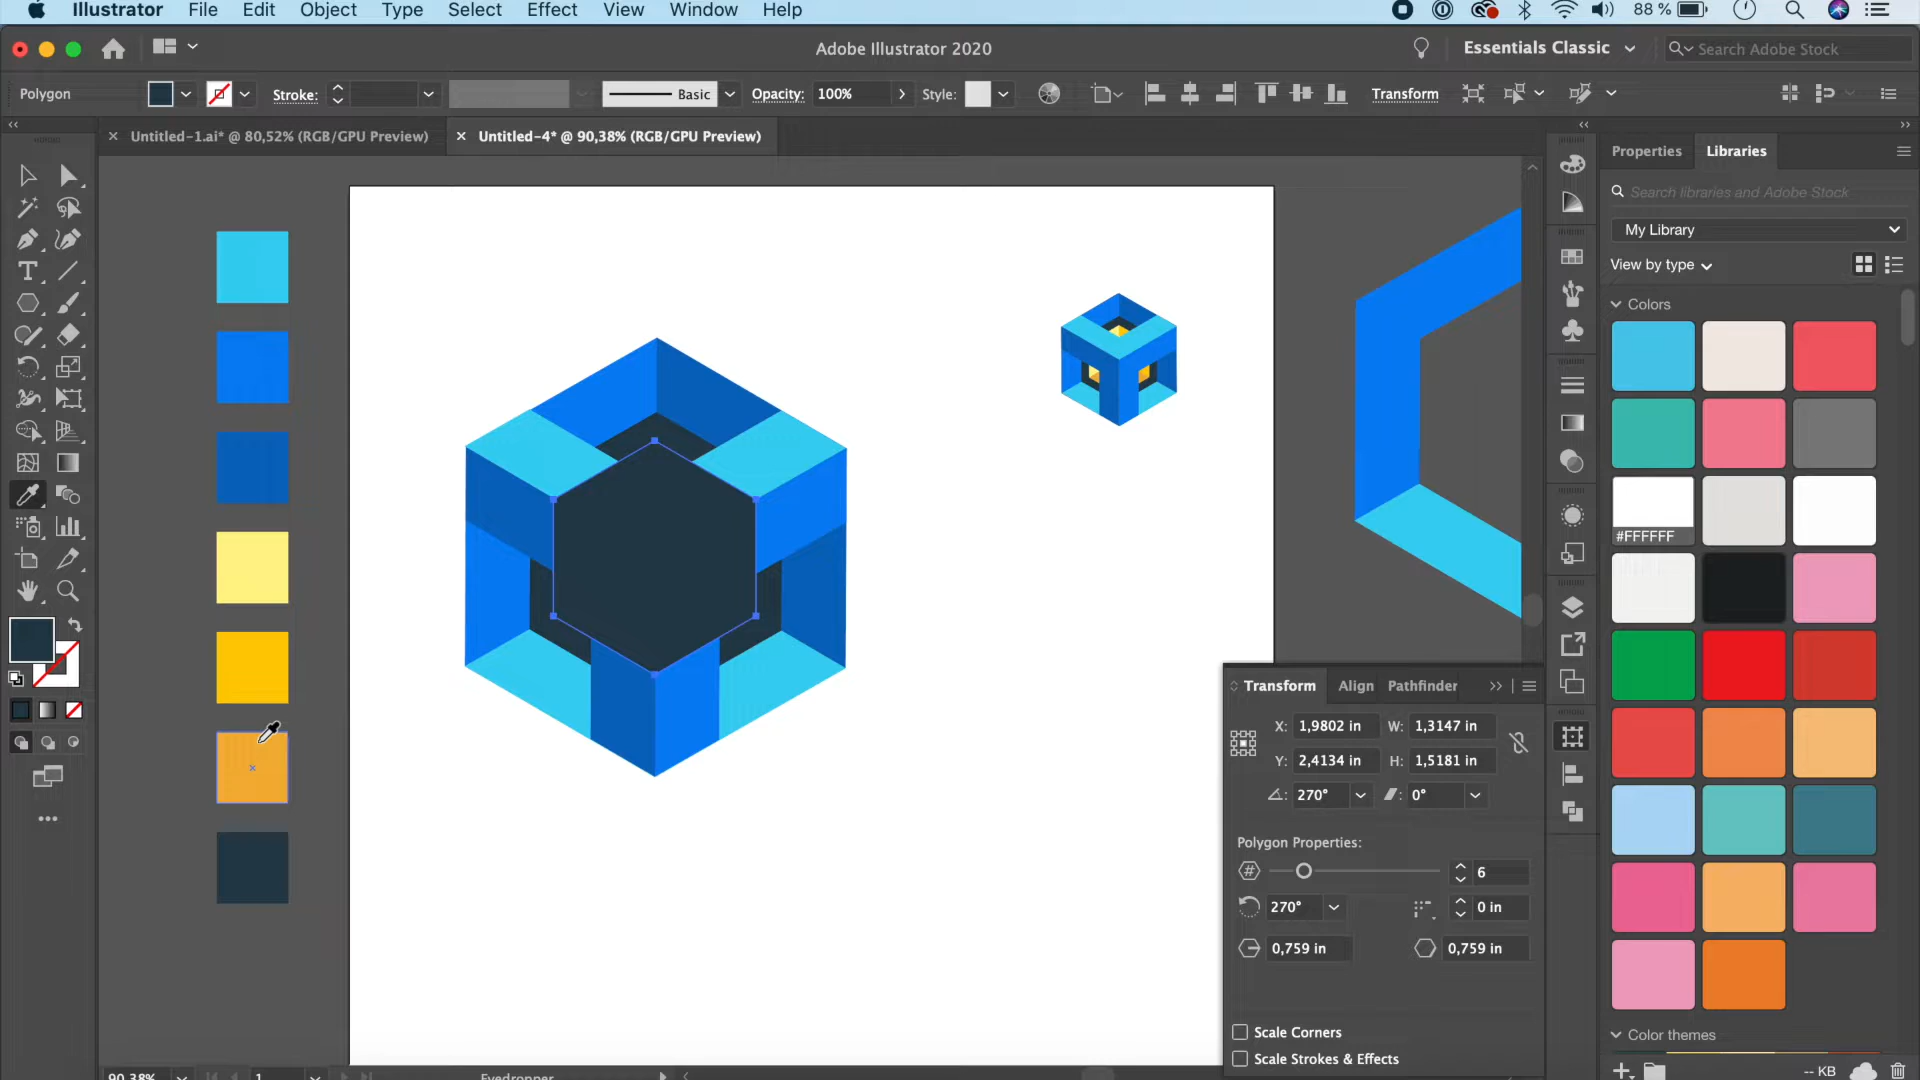 Illustrator File Edit Object Type Select Effect View Window Help 88 %
Adobe Illustrator 2020 Essentials Classic Search Adobe Stock
Polygon Stroke: Basic Opacity: 100% Style: Transform
Untitled-1.ai* @ 80,52% (RGB/GPU Preview) Untitled-4* @ 90,38% (RGB/GPU Preview)
Properties Libraries
Search libraries and Adobe Stock
My Library
View by type
Colors
#FFFFFF
Transform Align Pathfinder
X: 1,9802 in W: 1,3147 in
Y: 2,4134 in H: 1,5181 in
270° 0°
Polygon Properties:
6
270° 0 in
0,759 in 0,759 in
Scale Corners
Scale Strokes & Effects
Color themes
90,38% 1 Eyedropper -- KB